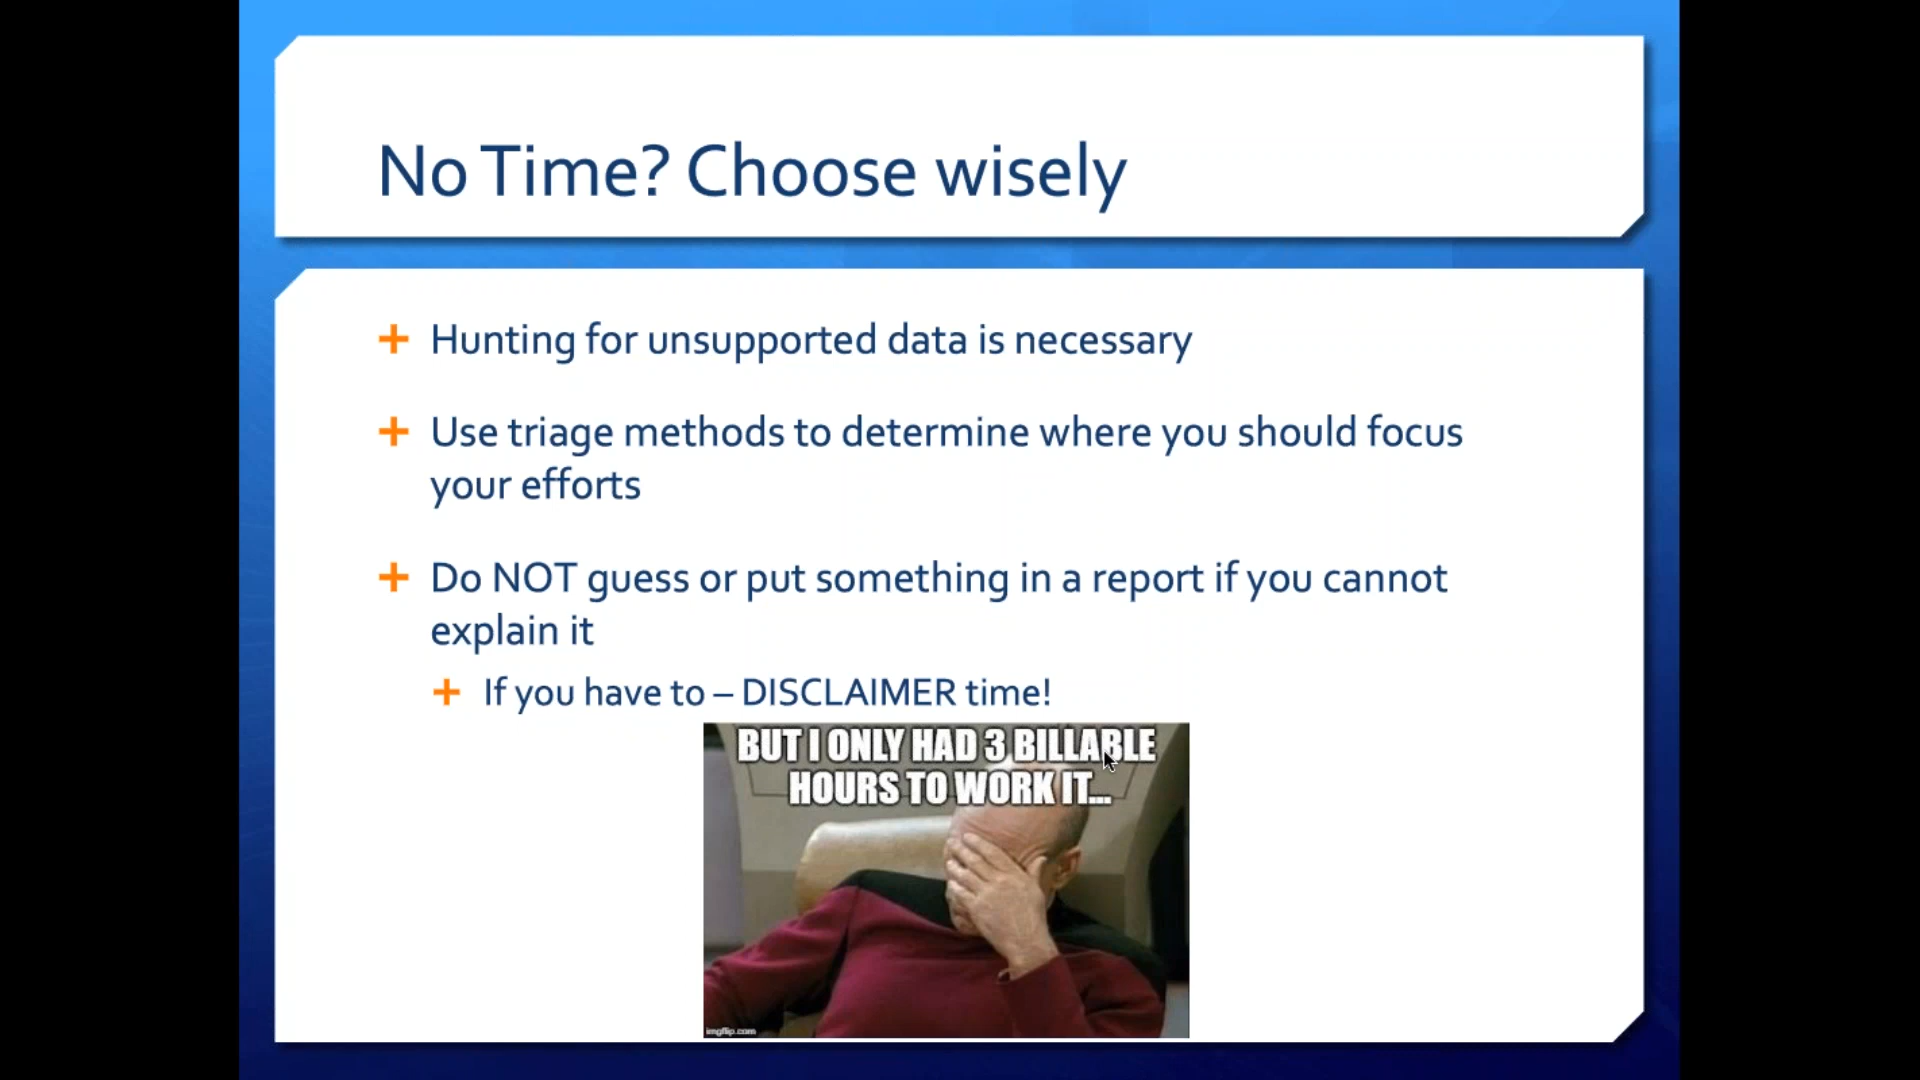 No Time? Choose wisely
Hunting for unsupported data is necessary
Use triage methods to determine where you should focus
your efforts
Do NOT guess or put something in a report if you cannot
explain it
If you have to – DISCLAIMER time!
BUT I ONLY HAD 3 BILLABLE
HOURS TO WORK IT...
imgflip.com